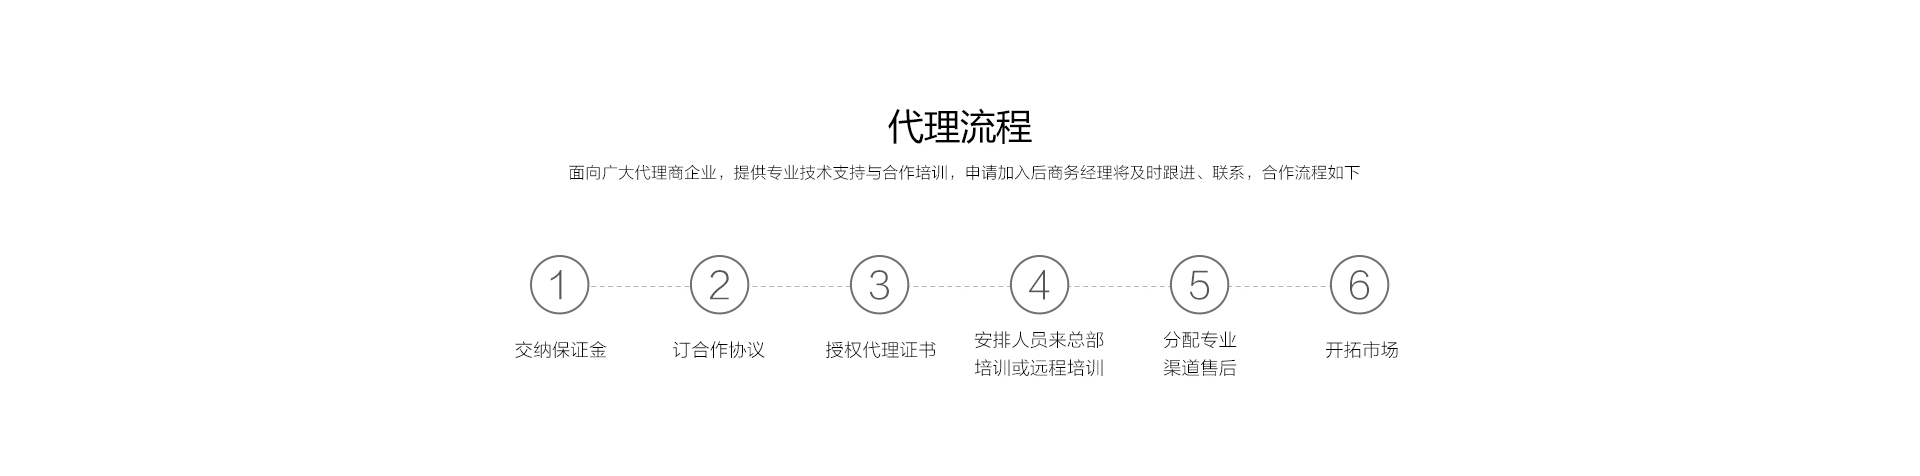 代理流程
面向广大代理商企业，提供专业技术支持与合作培训，申请加入后商务经理将及时跟进、联系，合作流程如下
1
2
3
4
5
6
交纳保证金
订合作协议
授权代理证书
安排人员来总部
培训或远程培训
分配专业
渠道售后
开拓市场